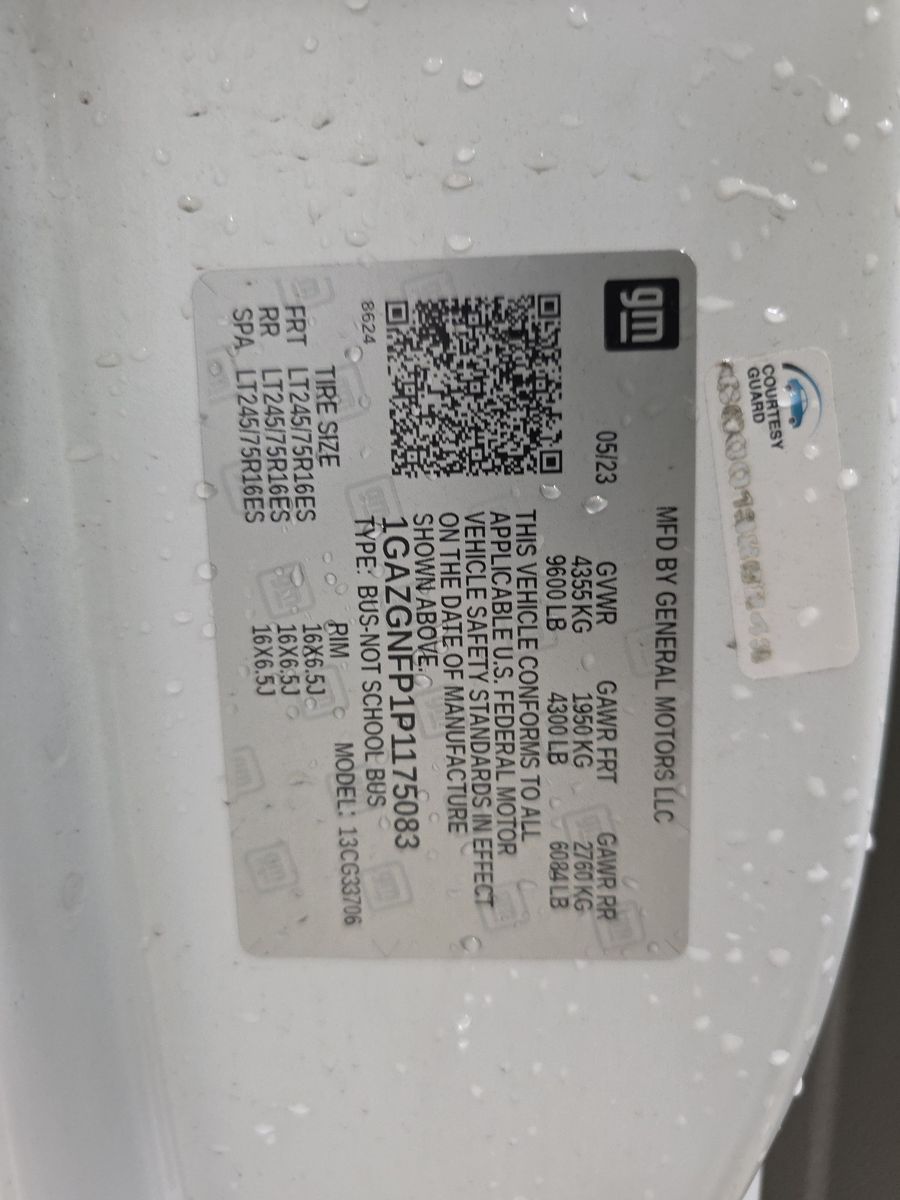 COURTESY
GUARD
gm
MFD BY GENERAL MOTORS LLC
05/23 GVWR GAWR FRT GAWR RR
4355 KG 1950 KG 2760 KG
9600 LB 4300 LB 6084 LB
THIS VEHICLE CONFORMS TO ALL
APPLICABLE U.S. FEDERAL MOTOR
VEHICLE SAFETY STANDARDS IN EFFECT
ON THE DATE OF MANUFACTURE
SHOWN ABOVE.
1GAZGNFP1P1175083
8624 TYPE: BUS-NOT SCHOOL BUS
MODEL: 13CG33706
TIRE SIZE RIM
FRT LT245/75R16ES 16X6.5J
RR LT245/75R16ES 16X6.5J
SPA LT245/75R16ES 16X6.5J